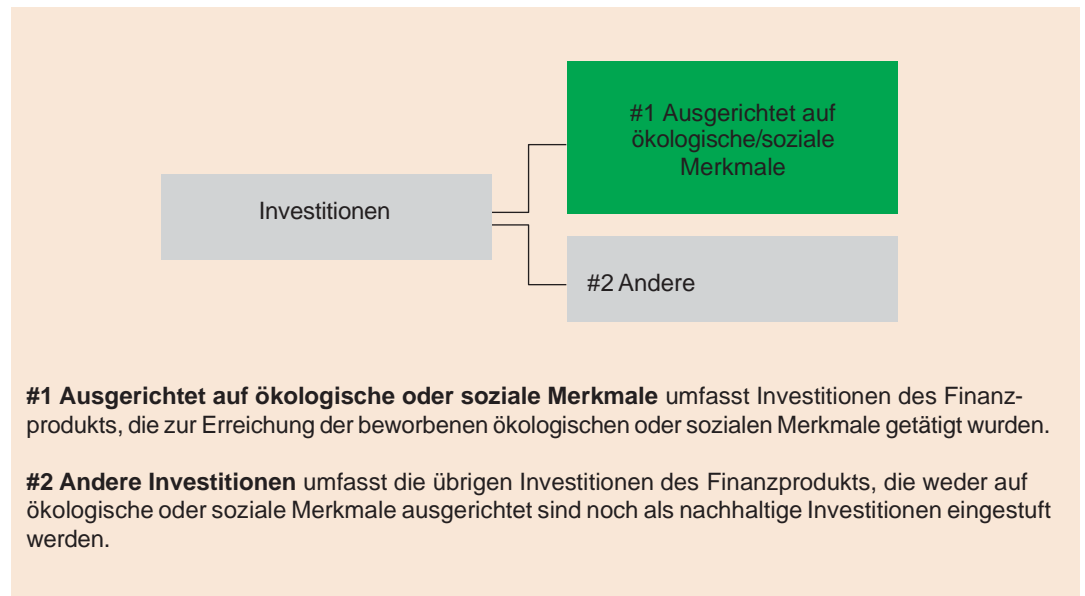 #1 Ausgerichtet auf
ökologische/soziale
Merkmale
Investitionen
#2 Andere
#1 Ausgerichtet auf ökologische oder soziale Merkmale umfasst Investitionen des Finanz-
produkts, die zur Erreichung der beworbenen ökologischen oder sozialen Merkmale getätigt wurden.
#2 Andere Investitionen umfasst die übrigen Investitionen des Finanzprodukts, die weder auf
ökologische oder soziale Merkmale ausgerichtet sind noch als nachhaltige Investitionen eingestuft
werden.